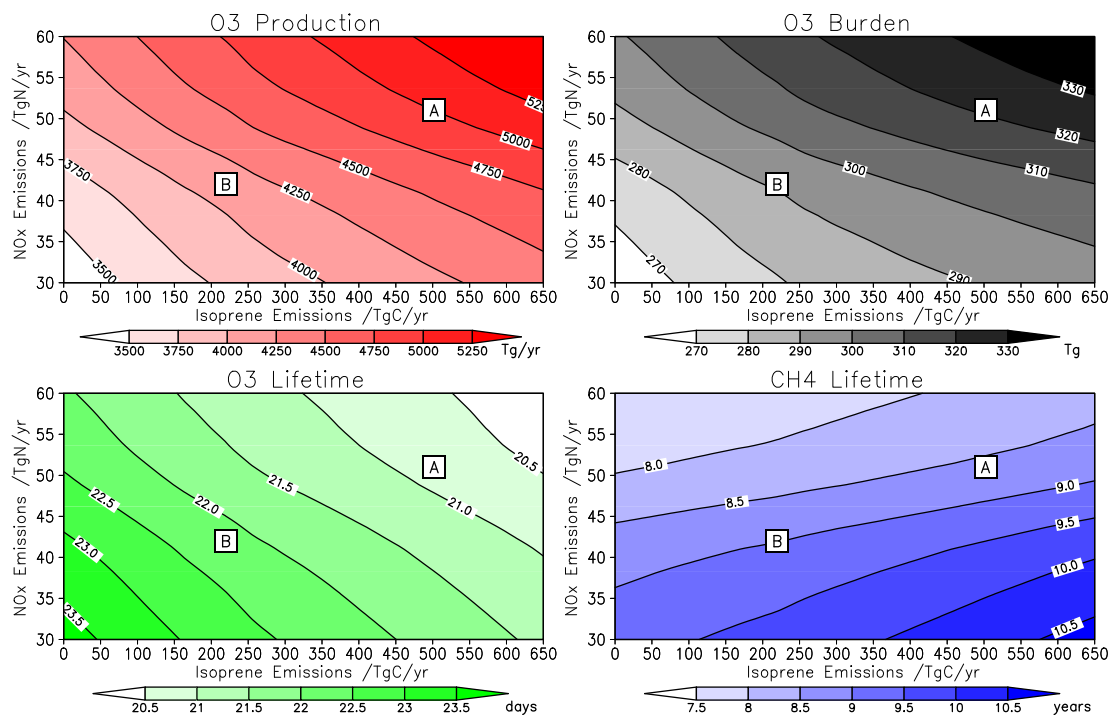 O3 Production
NOx Emissions /TgN/yr
60
55
50
45
40
35
30
3500
3750
4000
4250
4500
4750
5000
A
B
0 50 100 150 200 250 300 350 400 450 500 550 600 650
Isoprene Emissions /TgC/yr
3500 3750 4000 4250 4500 4750 5000 5250 Tg/yr
O3 Burden
NOx Emissions /TgN/yr
60
55
50
45
40
35
30
270
280
290
300
310
320
330
A
B
0 50 100 150 200 250 300 350 400 450 500 550 600 650
Isoprene Emissions /TgC/yr
270 280 290 300 310 320 330 Tg
O3 Lifetime
NOx Emissions /TgN/yr
60
55
50
45
40
35
30
23.5
23.0
22.5
22.0
21.5
21.0
20.5
A
B
0 50 100 150 200 250 300 350 400 450 500 550 600 650
Isoprene Emissions /TgC/yr
20.5 21 21.5 22 22.5 23 23.5 days
CH4 Lifetime
NOx Emissions /TgN/yr
60
55
50
45
40
35
30
8.0
8.5
9.0
9.5
10.0
10.5
A
B
0 50 100 150 200 250 300 350 400 450 500 550 600 650
Isoprene Emissions /TgC/yr
7.5 8 8.5 9 9.5 10 10.5 years